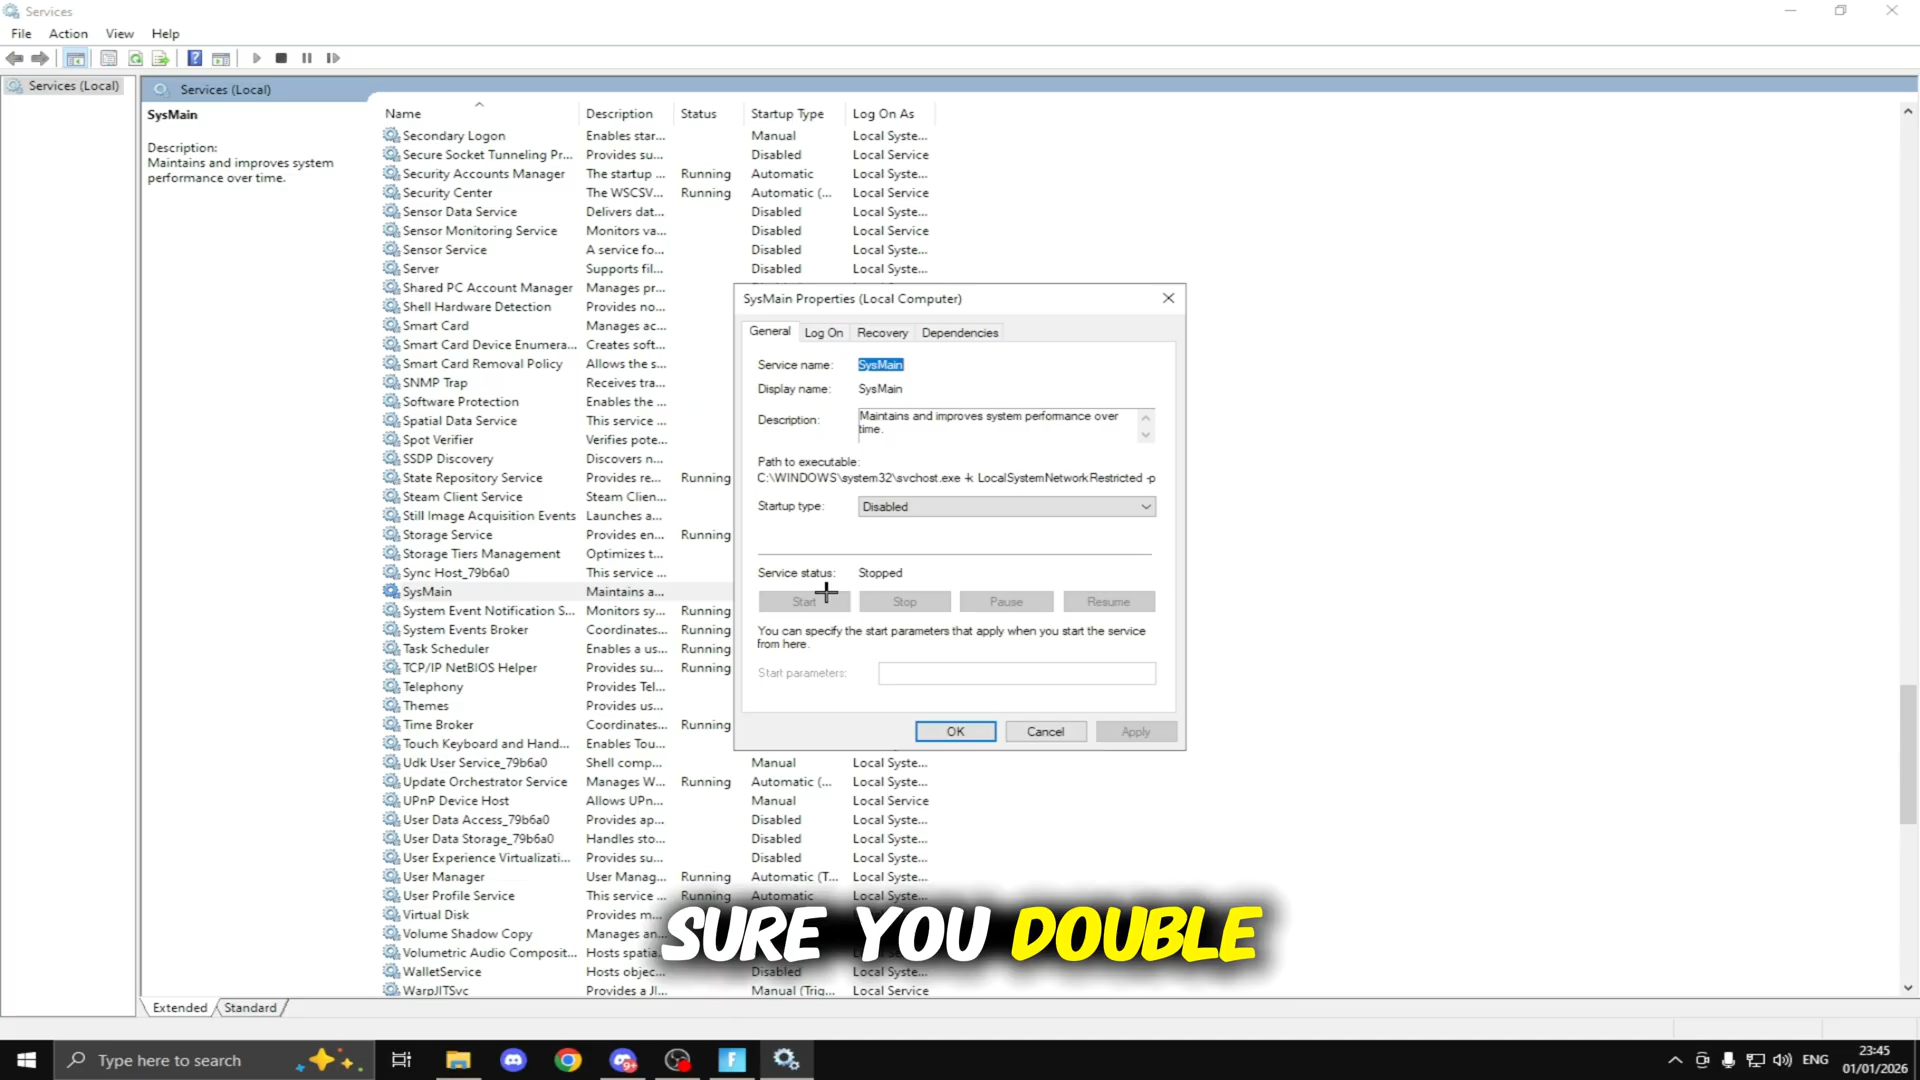 Services
File Action View Help
Services (Local)
Services (Local)
SysMain
Description:
Maintains and improves system
performance over time.
Name Description Status Startup Type Log On As
Secondary Logon Enables star... Manual Local Syste...
Secure Socket Tunneling Pr... Provides su... Disabled Local Service
Security Accounts Manager The startup ... Running Automatic Local Syste...
Security Center The WSCSV... Running Automatic (... Local Service
Sensor Data Service Delivers dat... Disabled Local Syste...
Sensor Monitoring Service Monitors va... Disabled Local Service
Sensor Service A service fo... Disabled Local Syste...
Server Supports fil... Disabled Local Syste...
Shared PC Account Manager Manages pr...
Shell Hardware Detection Provides no...
Smart Card Manages ac...
Smart Card Device Enumera... Creates soft...
Smart Card Removal Policy Allows the s...
SNMP Trap Receives tra...
Software Protection Enables the ...
Spatial Data Service This service ...
Spot Verifier Verifies pote...
SSDP Discovery Discovers n...
State Repository Service Provides re... Running
Steam Client Service Steam Clien...
Still Image Acquisition Events Launches a...
Storage Service Provides en... Running
Storage Tiers Management Optimizes t...
Sync Host_79b6a0 This service ...
SysMain Maintains a...
System Event Notification S... Monitors sy... Running
System Events Broker Coordinates... Running
Task Scheduler Enables a us... Running
TCP/IP NetBIOS Helper Provides su... Running
Telephony Provides Tel...
Themes Provides us...
Time Broker Coordinates... Running
Touch Keyboard and Hand... Enables Tou...
Udk User Service_79b6a0 Shell comp... Manual Local Syste...
Update Orchestrator Service Manages W... Running Automatic (... Local Syste...
UPnP Device Host Allows UPn... Manual Local Service
User Data Access_79b6a0 Provides ap... Disabled Local Syste...
User Data Storage_79b6a0 Handles sto... Disabled Local Syste...
User Experience Virtualizati... Provides su... Disabled Local Syste...
User Manager User Manag... Running Automatic (T... Local Syste...
User Profile Service This service ... Running Automatic Local Syste...
Virtual Disk Provides m...
Volume Shadow Copy Manages an...
Volumetric Audio Composit... Hosts spatia...
WalletService Hosts objec... Disabled Local Syste...
WarpJITSvc Provides a JI... Manual (Trig... Local Service
SysMain Properties (Local Computer)
General Log On Recovery Dependencies
Service name: SysMain
Display name: SysMain
Description: Maintains and improves system performance over
time.
Path to executable:
C:\WINDOWS\system32\svchost.exe -k LocalSystemNetworkRestricted -p
Startup type: Disabled
Service status: Stopped
Start Stop Pause Resume
You can specify the start parameters that apply when you start the service
from here.
Start parameters:
OK Cancel Apply
SURE YOU DOUBLE
Extended Standard
Type here to search
9+
F
ENG
23:45
01/01/2026